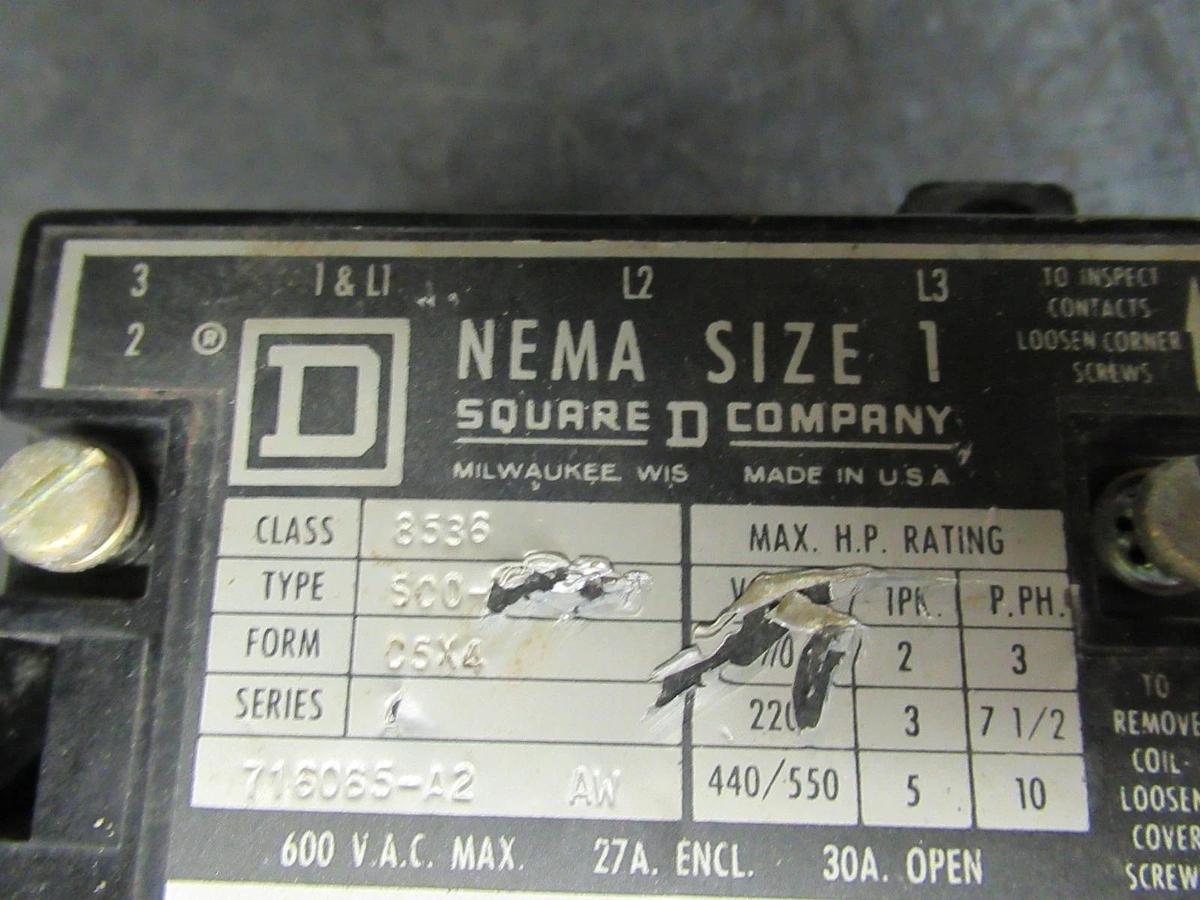 3 1 & L1 L2 L3
2 ® D NEMA SIZE 1
SQUARE D COMPANY
MILWAUKEE, WIS MADE IN U.S.A
TO INSPECT
CONTACTS-
LOOSEN CORNER
SCREWS
CLASS 8536
TYPE SCO-
FORM C5X4
SERIES
716065-A2 AW
MAX. H.P. RATING
1PH. P.PH.
2 3
220 3 7 1/2
440/550 5 10
600 V.A.C. MAX. 27A. ENCL. 30A. OPEN
TO
REMOVE
COIL-
LOOSEN
COVER
SCREW